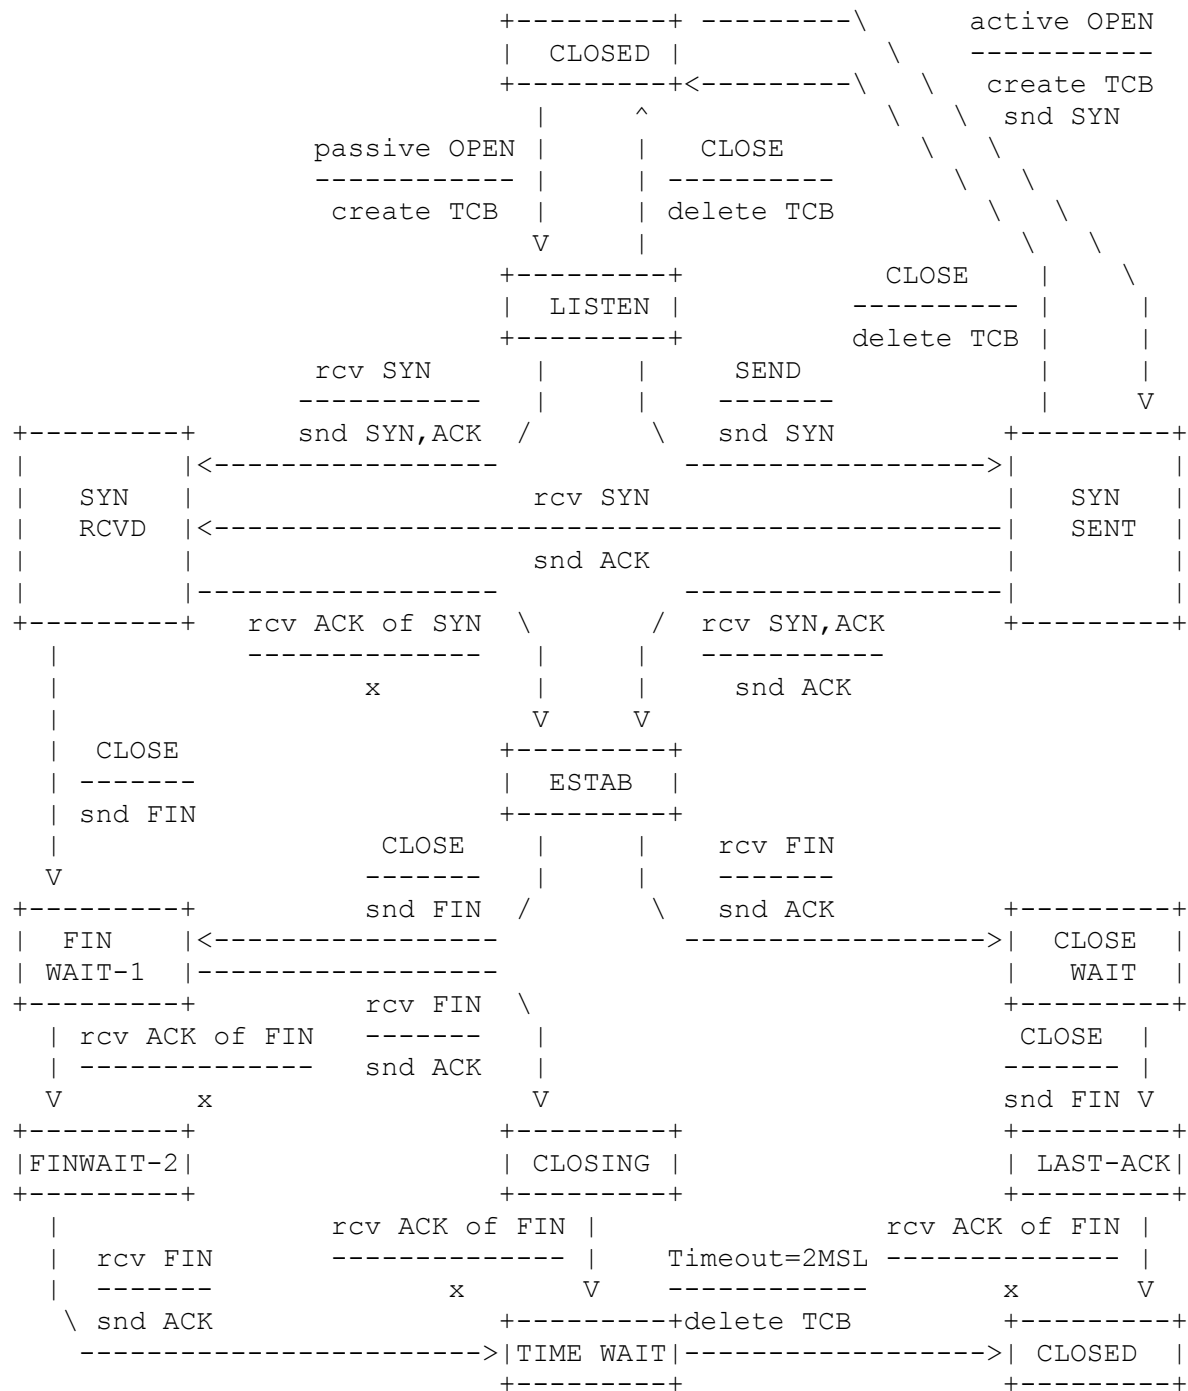 +---------+ ---------\ active OPEN
| CLOSED | \ -----------
+---------+<---------\ \ create TCB
| ^ \ \ snd SYN
passive OPEN | | CLOSE \ \
------------ | | ---------- \ \
create TCB | | delete TCB \ \
V | \ \
+---------+ CLOSE | \
| LISTEN | ---------- | |
+---------+ delete TCB | |
rcv SYN | | SEND | |
----------- | | ------- | V
+---------+ snd SYN,ACK / \ snd SYN +---------+
| |<----------------- ------------------>| |
| SYN | rcv SYN | SYN |
| RCVD |<-----------------------------------------------| SENT |
| | snd ACK | |
| |------------------ -------------------| |
+---------+ rcv ACK of SYN \ / rcv SYN,ACK +---------+
| -------------- | | -----------
| x | | snd ACK
| V V
| CLOSE +---------+
| ------- | ESTAB |
| snd FIN +---------+
| CLOSE | | rcv FIN
V ------- | | -------
+---------+ snd FIN / \ snd ACK +---------+
| FIN |<----------------- ------------------>| CLOSE |
| WAIT-1 |------------------ | WAIT |
+---------+ rcv FIN \ +---------+
| rcv ACK of FIN ------- | CLOSE |
| -------------- snd ACK | ------- |
V x V snd FIN V
+---------+ +---------+ +---------+
|FINWAIT-2| | CLOSING | | LAST-ACK|
+---------+ +---------+ +---------+
| rcv ACK of FIN | rcv ACK of FIN |
| rcv FIN -------------- | Timeout=2MSL -------------- |
| ------- x V ------------ x V
\ snd ACK +---------+delete TCB +---------+
------------------------>|TIME WAIT|------------------>| CLOSED |
+---------+ +---------+